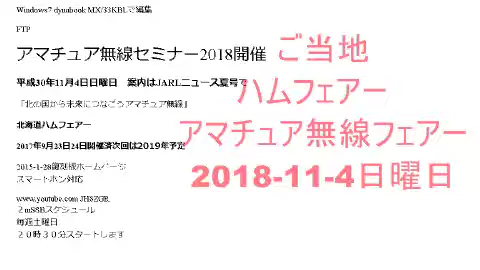 Windows7 dynabook MX/33KBLで編集
FTP
アマチュア無線セミナー2018開催
平成30年11月4日日曜日 案内はJARLニュース夏号で
『北の国から未来につなごうアマチュア無線』
北海道ハムフェアー
2017年9月23日24日開催済次回は2019年予定
2015-1-28復刻版ホームページ
スマートホン対応
www.youtube.com JH8ZGR
2mSSBスケジュール
毎週土曜日
20時30分スタートします
ご当地
ハムフェアー
アマチュア無線フェアー
2018-11-4日曜日